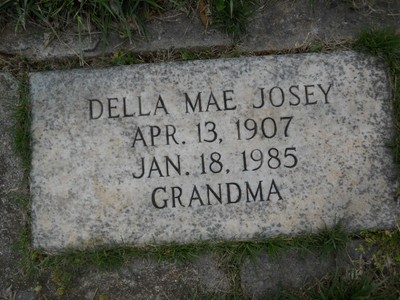 DELLA MAE JOSEY
APR. 13, 1907
JAN. 18, 1985
GRANDMA